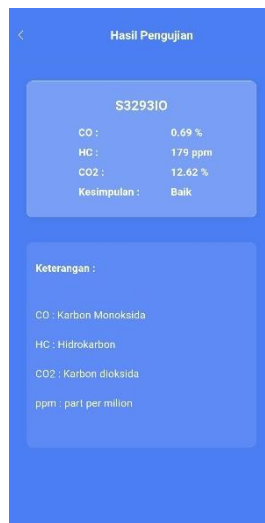 Hasil Pengujian
S3293IO
CO : 0.69 %
HC : 179 ppm
CO2 : 12.62 %
Kesimpulan : Baik
Keterangan :
CO : Karbon Monoksida
HC : Hidrokarbon
CO2 : Karbon dioksida
ppm : part per milion